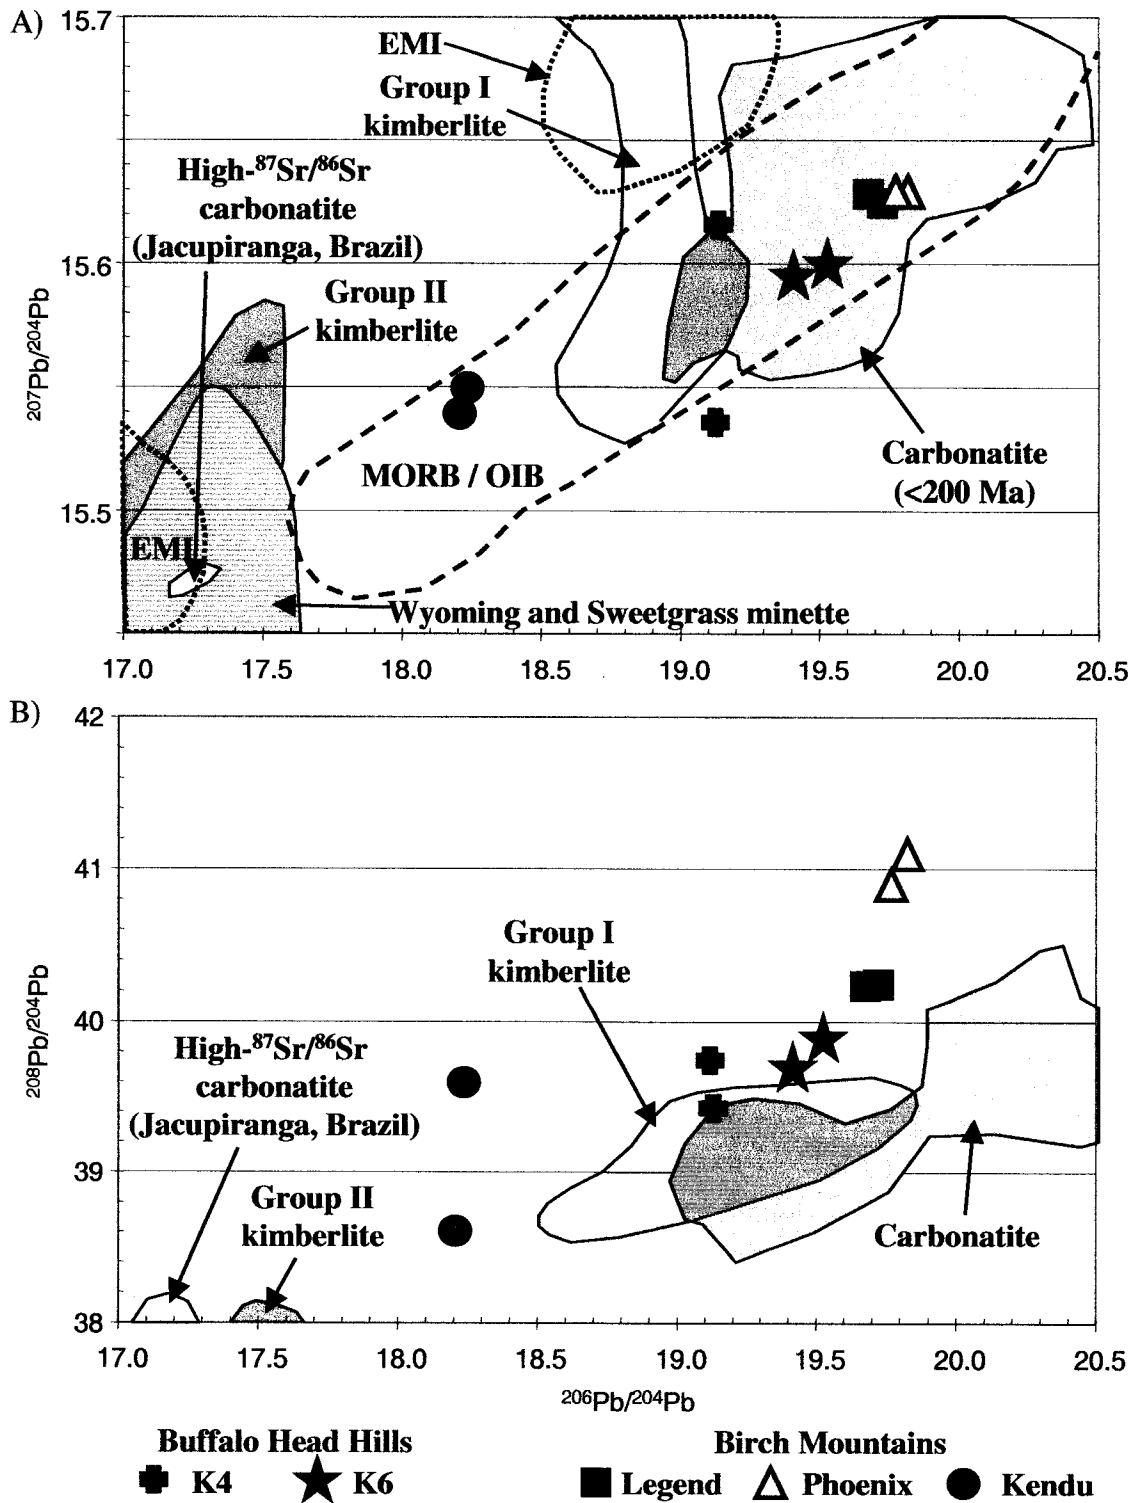 A)
15.7
EMI
Group I
kimberlite
High-⁸⁷Sr/⁸⁶Sr
carbonatite
(Jacupiranga, Brazil)
15.6
Group II
kimberlite
²⁰⁷Pb/²⁰⁴Pb
MORB / OIB
Carbonatite
(<200 Ma)
15.5
EMI
Wyoming and Sweetgrass minette
17.0 17.5 18.0 18.5 19.0 19.5 20.0 20.5
B)
42
41
Group I
kimberlite
²⁰⁸Pb/²⁰⁴Pb
40
High-⁸⁷Sr/⁸⁶Sr
carbonatite
(Jacupiranga, Brazil)
39
Group II
kimberlite
Carbonatite
38
17.0 17.5 18.0 18.5 19.0 19.5 20.0 20.5
²⁰⁶Pb/²⁰⁴Pb
Buffalo Head Hills Birch Mountains
K4 K6 Legend Phoenix Kendu